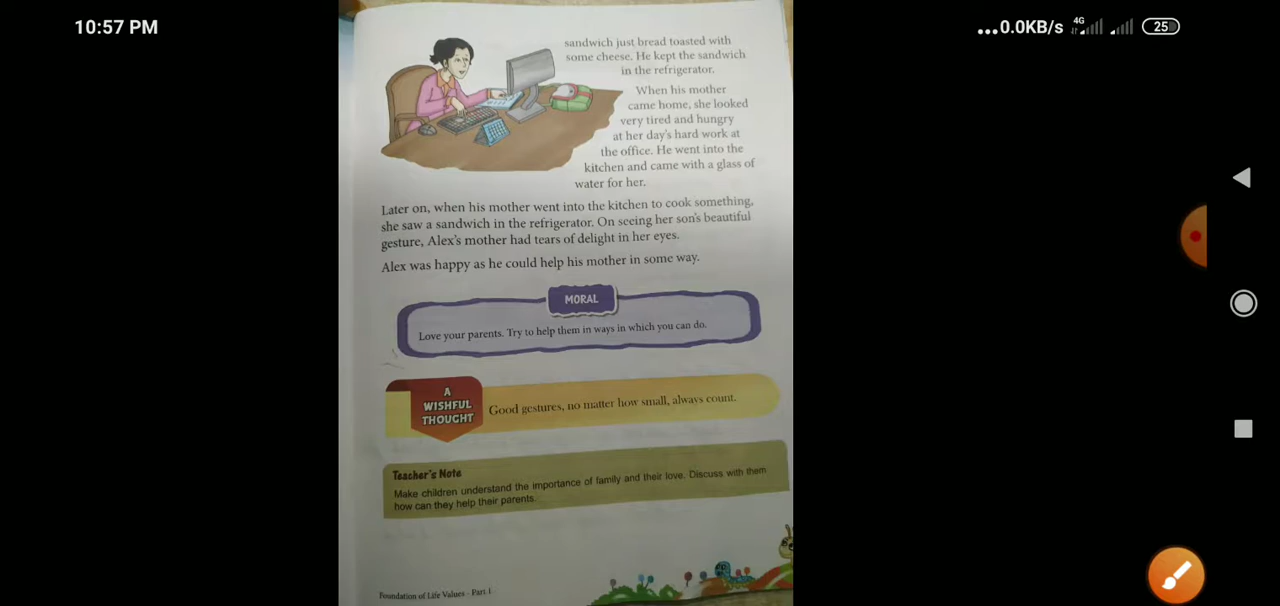 10:57 PM
...0.0KB/s 4G 25
sandwich just bread toasted with
some cheese. He kept the sandwich
in the refrigerator.
When his mother
came home, she looked
very tired and hungry
at her day's hard work at
the office. He went into the
kitchen and came with a glass of
water for her.
Later on, when his mother went into the kitchen to cook something,
she saw a sandwich in the refrigerator. On seeing her son's beautiful
gesture, Alex's mother had tears of delight in her eyes.
Alex was happy as he could help his mother in some way.
MORAL
Love your parents. Try to help them in ways in which you can do.
A
WISHFUL
THOUGHT
Good gestures, no matter how small, always count.
Teacher's Note
Make children understand the importance of family and their love. Discuss with them
how can they help their parents.
Foundation of Life Values - Part 1